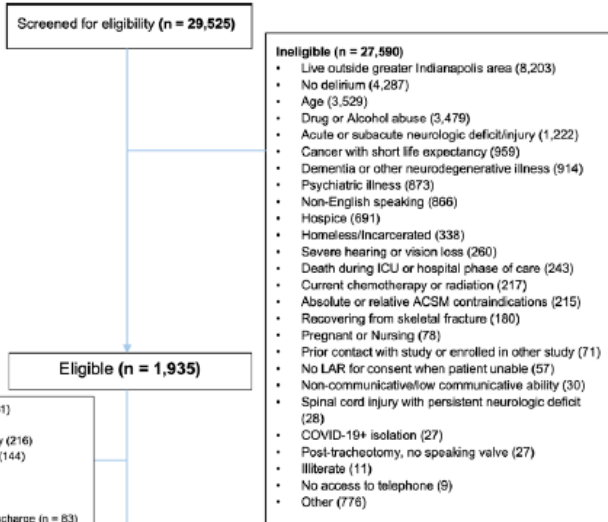 Screened for eligibility (n = 29,525)
Ineligible (n = 27,590)
• Live outside greater Indianapolis area (8,203)
• No delirium (4,287)
• Age (3,529)
• Drug or Alcohol abuse (3,479)
• Acute or subacute neurologic deficit/injury (1,222)
• Cancer with short life expectancy (959)
• Dementia or other neurodegenerative illness (914)
• Psychiatric illness (873)
• Non-English speaking (866)
• Hospice (691)
• Homeless/Incarcerated (338)
• Severe hearing or vision loss (260)
• Death during ICU or hospital phase of care (243)
• Current chemotherapy or radiation (217)
• Absolute or relative ACSM contraindications (215)
• Recovering from skeletal fracture (180)
• Pregnant or Nursing (78)
• Prior contact with study or enrolled in other study (71)
• No LAR for consent when patient unable (57)
• Non-communicative/low communicative ability (30)
• Spinal cord injury with persistent neurologic deficit
(28)
• COVID-19+ isolation (27)
• Post-tracheotomy, no speaking valve (27)
• Illiterate (11)
• No access to telephone (9)
• Other (776)
Eligible (n = 1,935)
1)
y (216)
(144)
scharge (n = 83)